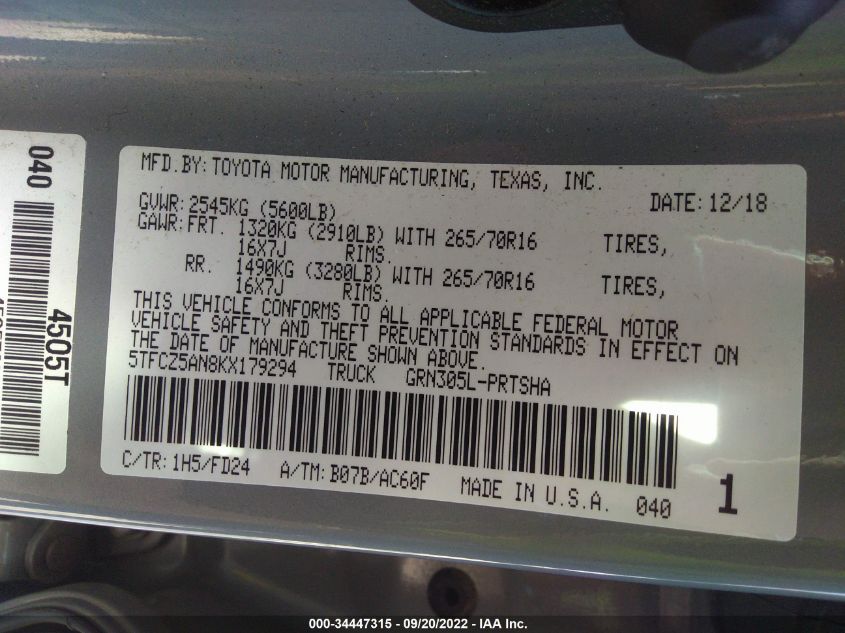 040
4505T
MFD.BY:TOYOTA MOTOR MANUFACTURING, TEXAS, INC.
DATE:12/18
GVWR:2545KG (5600LB)
GAWR:FRT. 1320KG (2910LB) WITH 265/70R16 TIRES,
16X7J RIMS.
RR. 1490KG (3280LB) WITH 265/70R16 TIRES,
16X7J RIMS.
THIS VEHICLE CONFORMS TO ALL APPLICABLE FEDERAL MOTOR
VEHICLE SAFETY AND THEFT PREVENTION STANDARDS IN EFFECT ON
THE DATE OF MANUFACTURE SHOWN ABOVE.
5TFCZ5AN8KX179294 TRUCK GRN305L-PRTSHA
C/TR:1H5/FD24 A/TM:B07B/AC60F MADE IN U.S.A. 040 1
000-34447315 - 09/20/2022 - IAA Inc.